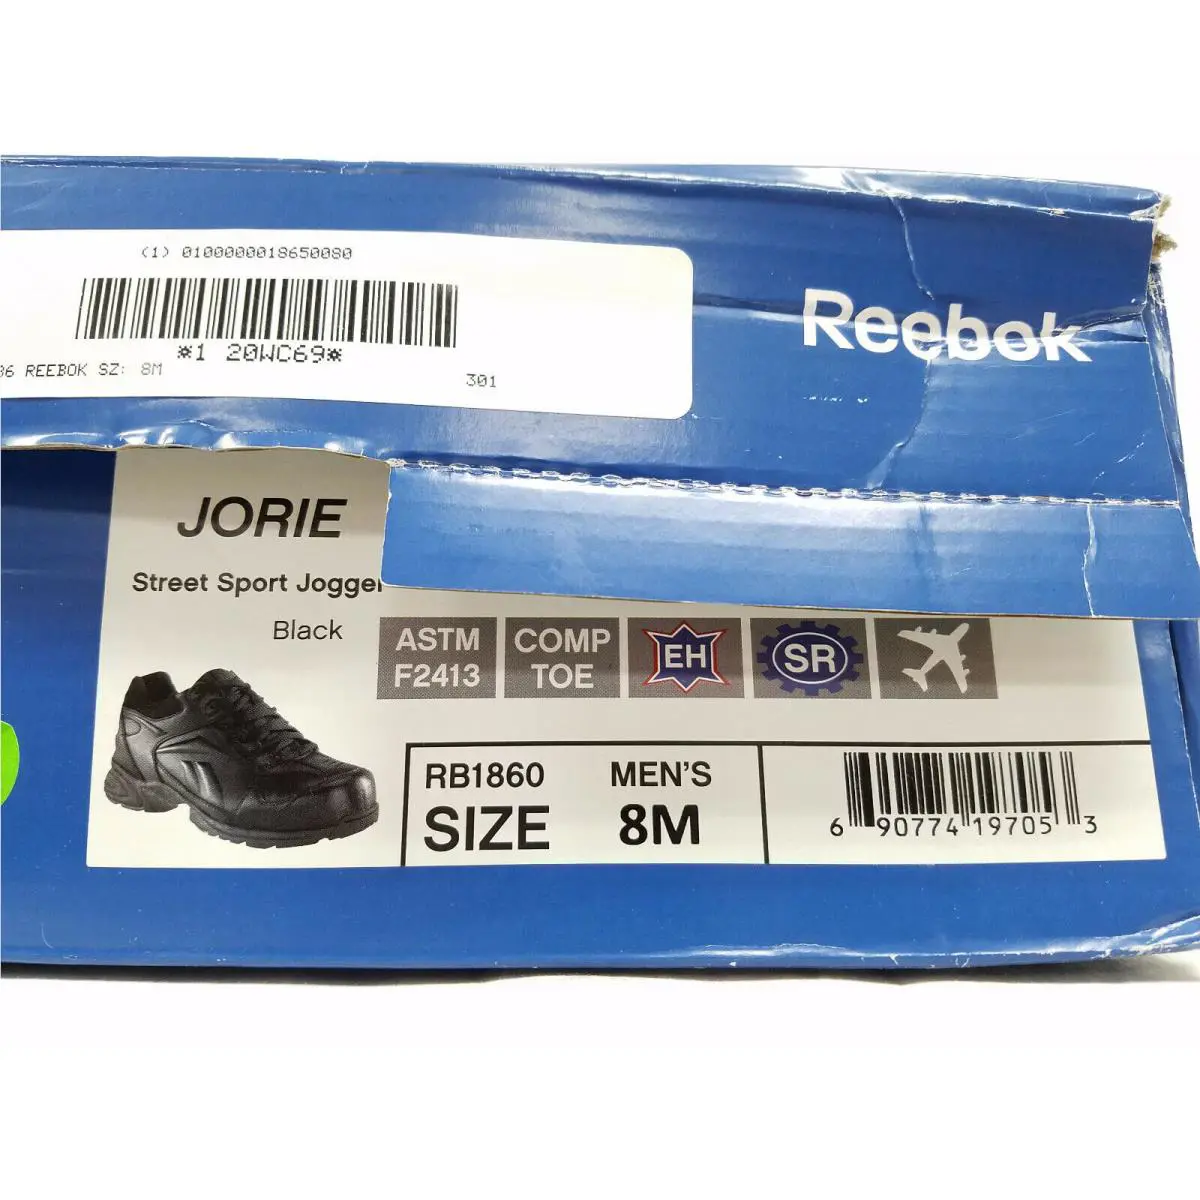 (1) 0100000018650080
*1 20WC69*
36 REEBOK SZ: 8M
301
Reebok
JORIE
Street Sport Jogger
Black
ASTM F2413
COMP TOE
EH
SR
RB1860
MEN'S
SIZE
8M
6 90774 19705 3